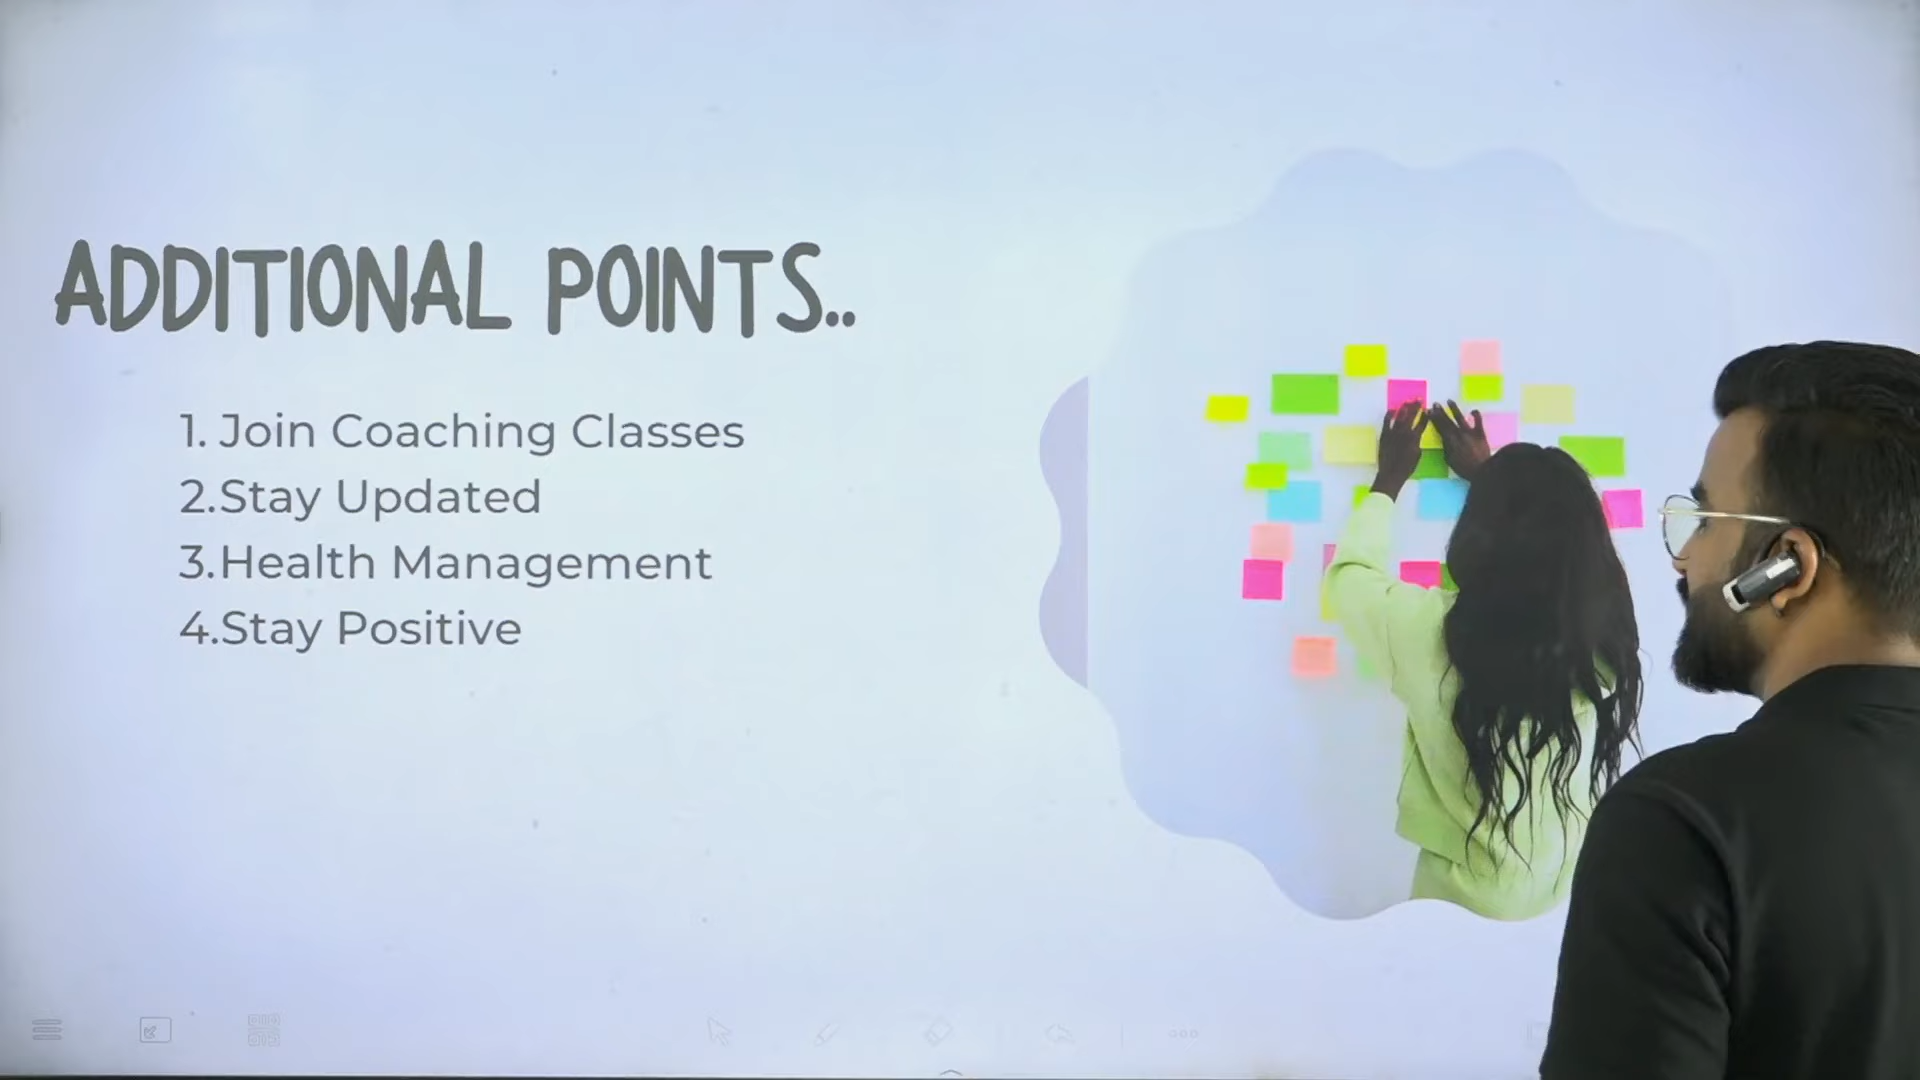 ADDITIONAL POINTS..
1. Join Coaching Classes
2.Stay Updated
3.Health Management
4.Stay Positive